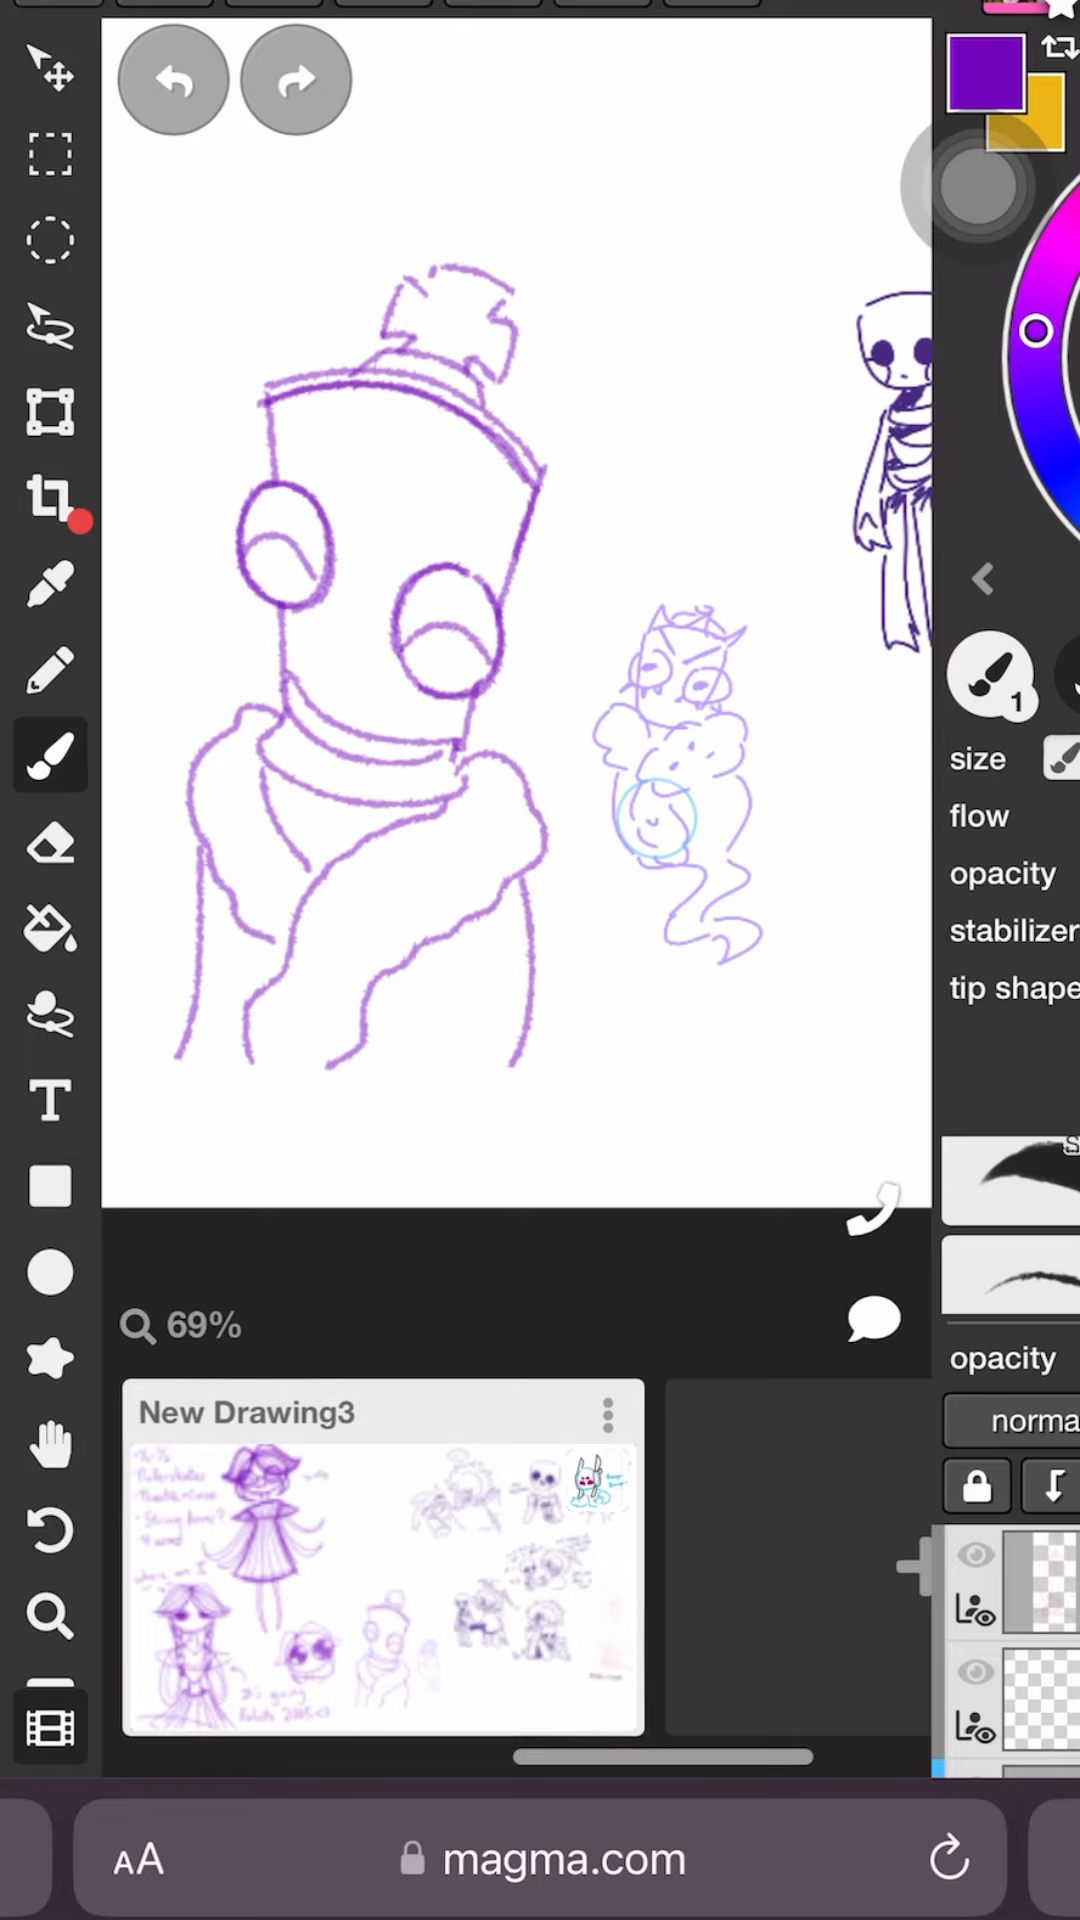 1
size
flow
opacity
stabilizer
tip shape
69%
opacity
New Drawing3
norma
T
AA
magma.com